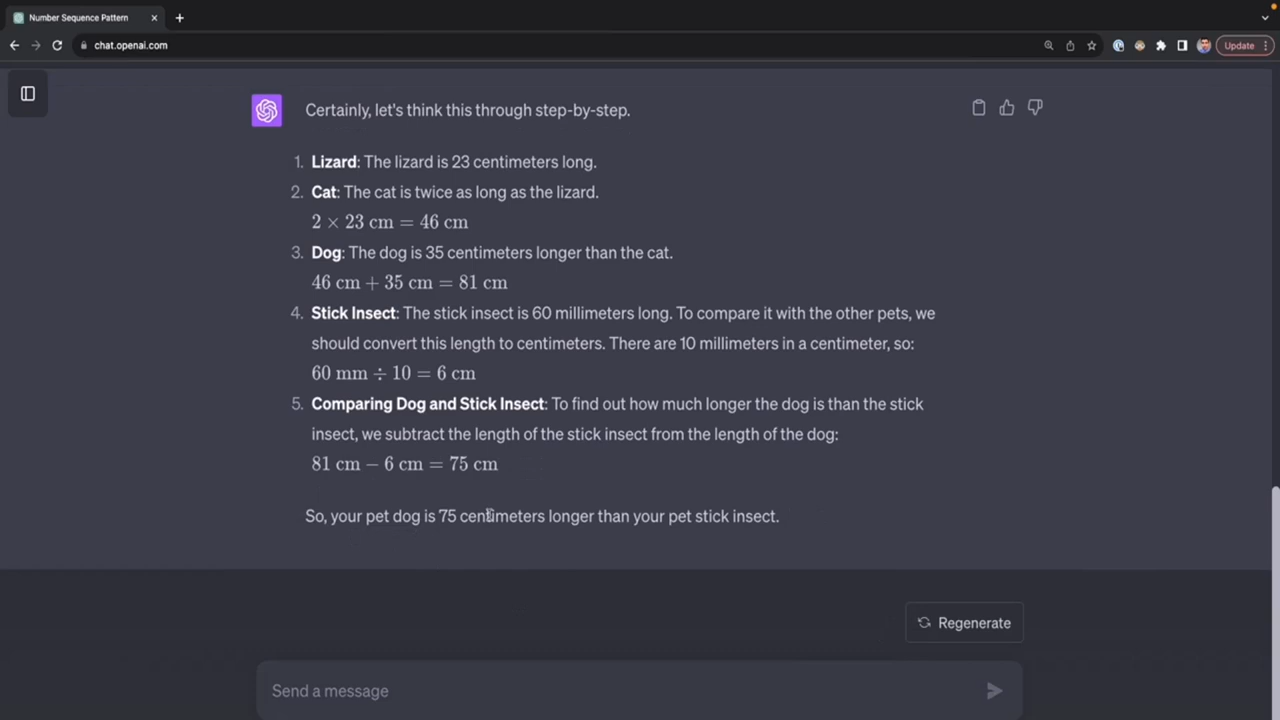 Number Sequence Pattern
chat.openai.com
Update
Certainly, let's think this through step-by-step.
1. Lizard: The lizard is 23 centimeters long.
2. Cat: The cat is twice as long as the lizard.
2 × 23 cm = 46 cm
3. Dog: The dog is 35 centimeters longer than the cat.
46 cm + 35 cm = 81 cm
4. Stick Insect: The stick insect is 60 millimeters long. To compare it with the other pets, we
should convert this length to centimeters. There are 10 millimeters in a centimeter, so:
60 mm ÷ 10 = 6 cm
5. Comparing Dog and Stick Insect: To find out how much longer the dog is than the stick
insect, we subtract the length of the stick insect from the length of the dog:
81 cm − 6 cm = 75 cm
So, your pet dog is 75 centimeters longer than your pet stick insect.
Regenerate
Send a message